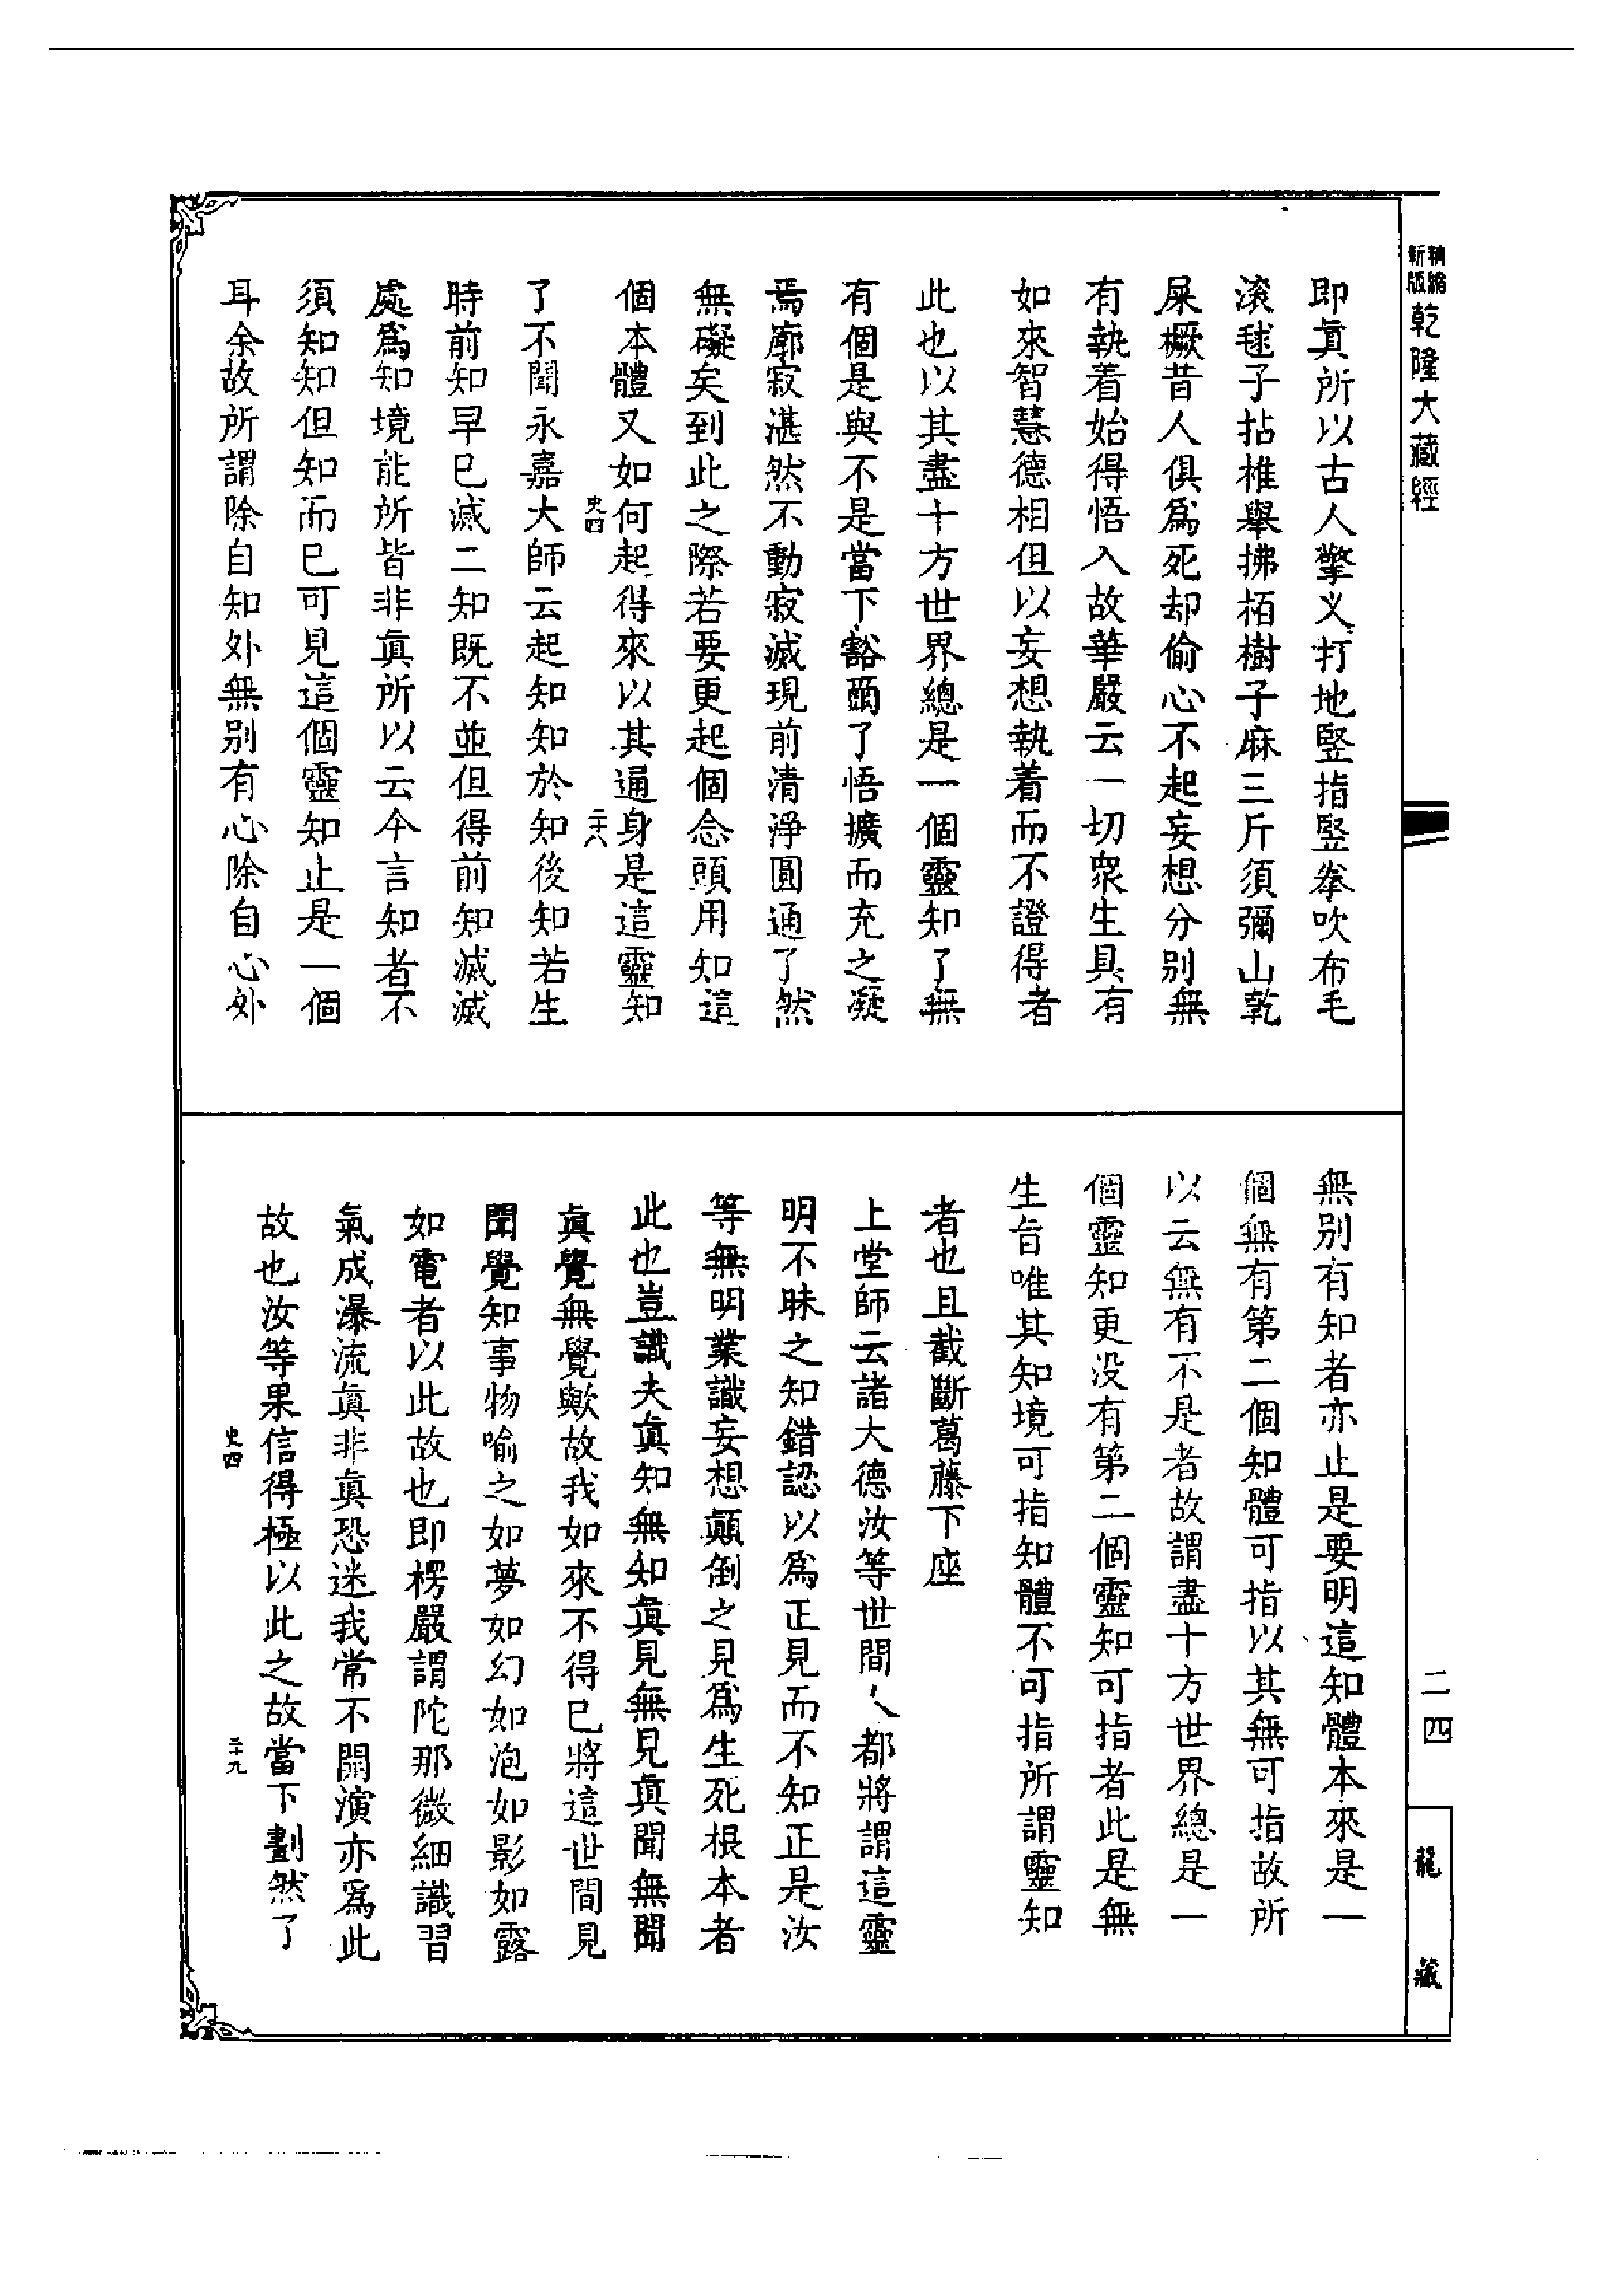 新版精縮乾隆大藏經
即眞所以古人擎义打地竪指竪拳吹布毛
滚毬子拈椎舉拂栢樹子麻三斤須彌山乾
屎橛昔人俱爲死却偷心不起妄想分别無
有執着始得悟入故華嚴云一切衆生具有
如來智慧德相但以妄想執着而不證得者
此也以其盡十方世界總是一個靈知了無
有個是與不是當下豁爾了悟擴而充之凝
焉廓寂湛然不動寂滅現前清淨圓通了然
無礙矣到此之際若要更起個念頭用知這
個本體又如何起得來以其通身是這靈知
史四 二十八
了不聞永嘉大師云起知知於知後知若生
時前知早已滅二知既不並但得前知滅滅
處爲知境能所皆非眞所以云今言知者不
須知知但知而已可見這個靈知止是一個
耳余故所謂除自知外無别有心除自心外
無别有知者亦止是要明這知體本來是一
個無有第二個知體可指以其無可指故所
以云無有不是者故謂盡十方世界總是一
個靈知更没有第二個靈知可指者此是無
生旨唯其知境可指知體不可指所謂靈知
者也且截斷葛藤下座
上堂師云諸大德汝等世間人都將謂這靈
明不昧之知錯認以爲正見而不知正是汝
等無明業識妄想顛倒之見爲生死根本者
此也豈識夫眞知無知眞見無見眞聞無聞
眞覺無覺歟故我如來不得已將這世間見
聞覺知事物喻之如夢如幻如泡如影如露
如電者以此故也即楞嚴謂陀那微細識習
氣成瀑流眞非眞恐迷我常不開演亦爲此
故也汝等果信得極以此之故當下劃然了
史四 二十九
二四
龍藏